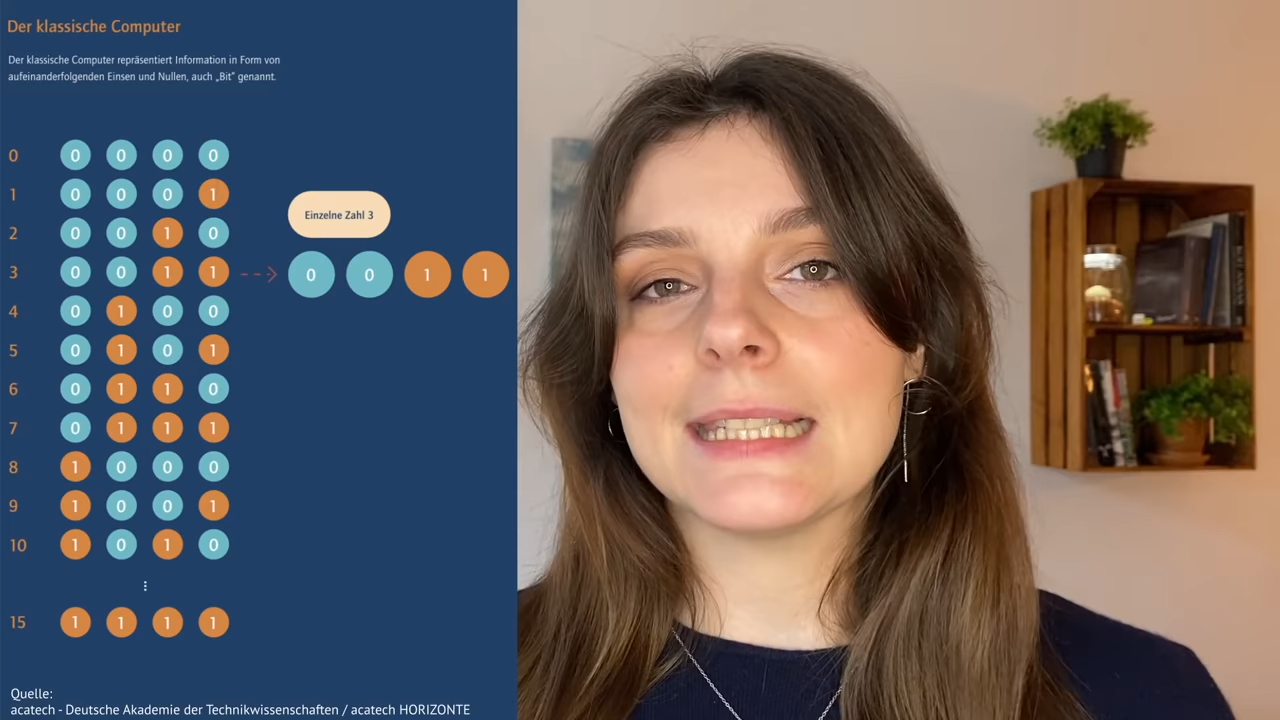 Der klassische Computer
Der klassische Computer repräsentiert Information in Form von
aufeinanderfolgenden Einsen und Nullen, auch „Bit“ genannt.
0 0 0 0 0
1 0 0 0 1
Einzelne Zahl 3
2 0 0 1 0
3 0 0 1 1
0 0 1 1
4 0 1 0 0
5 0 1 0 1
6 0 1 1 0
7 0 1 1 1
8 1 0 0 0
9 1 0 0 1
10 1 0 1 0
⋮
15 1 1 1 1
Quelle:
acatech - Deutsche Akademie der Technikwissenschaften / acatech HORIZONTE